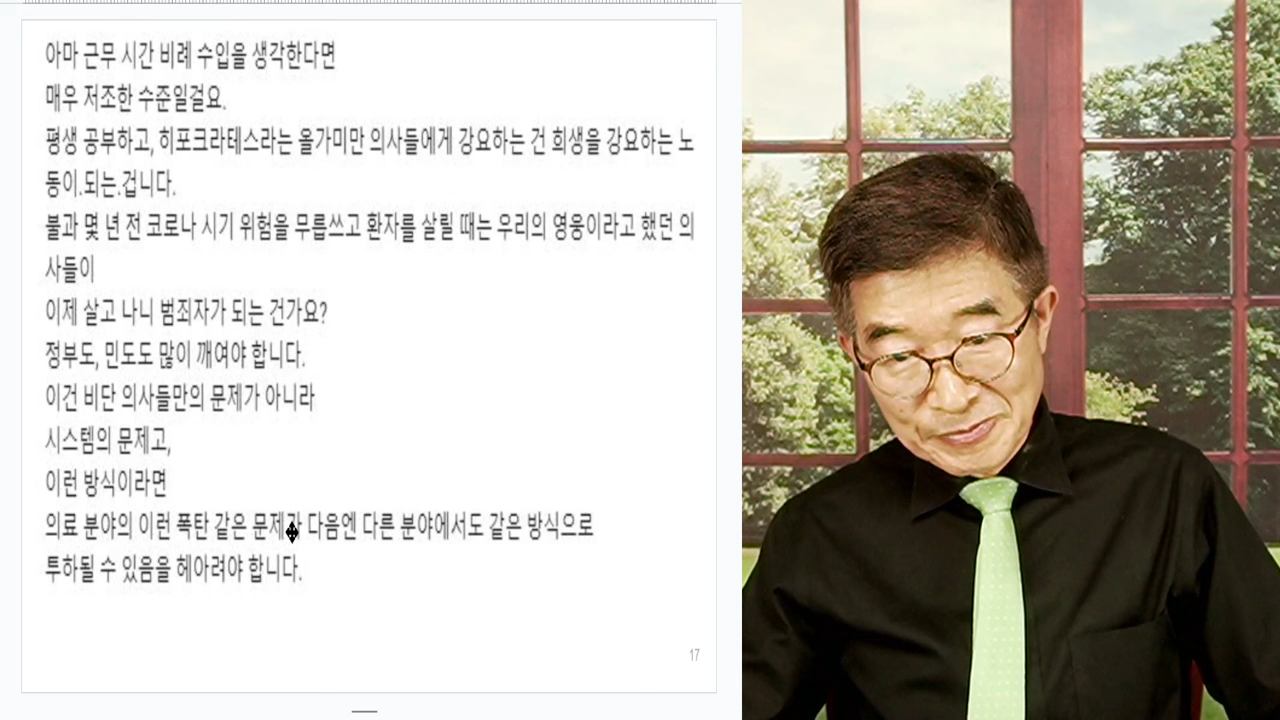 아마 근무 시간 비례 수입을 생각한다면
매우 저조한 수준일걸요.
평생 공부하고, 히포크라테스라는 올가미만 의사들에게 강요하는 건 희생을 강요하는 노
동이.되는.겁니다.
불과 몇 년 전 코로나 시기 위험을 무릅쓰고 환자를 살릴 때는 우리의 영웅이라고 했던 의
사들이
이제 살고 나니 범죄자가 되는 건가요?
정부도, 민도도 많이 깨여야 합니다.
이건 비단 의사들만의 문제가 아니라
시스템의 문제고,
이런 방식이라면
의료 분야의 이런 폭탄 같은 문제가 다음엔 다른 분야에서도 같은 방식으로
투하될 수 있음을 헤아려야 합니다.
17